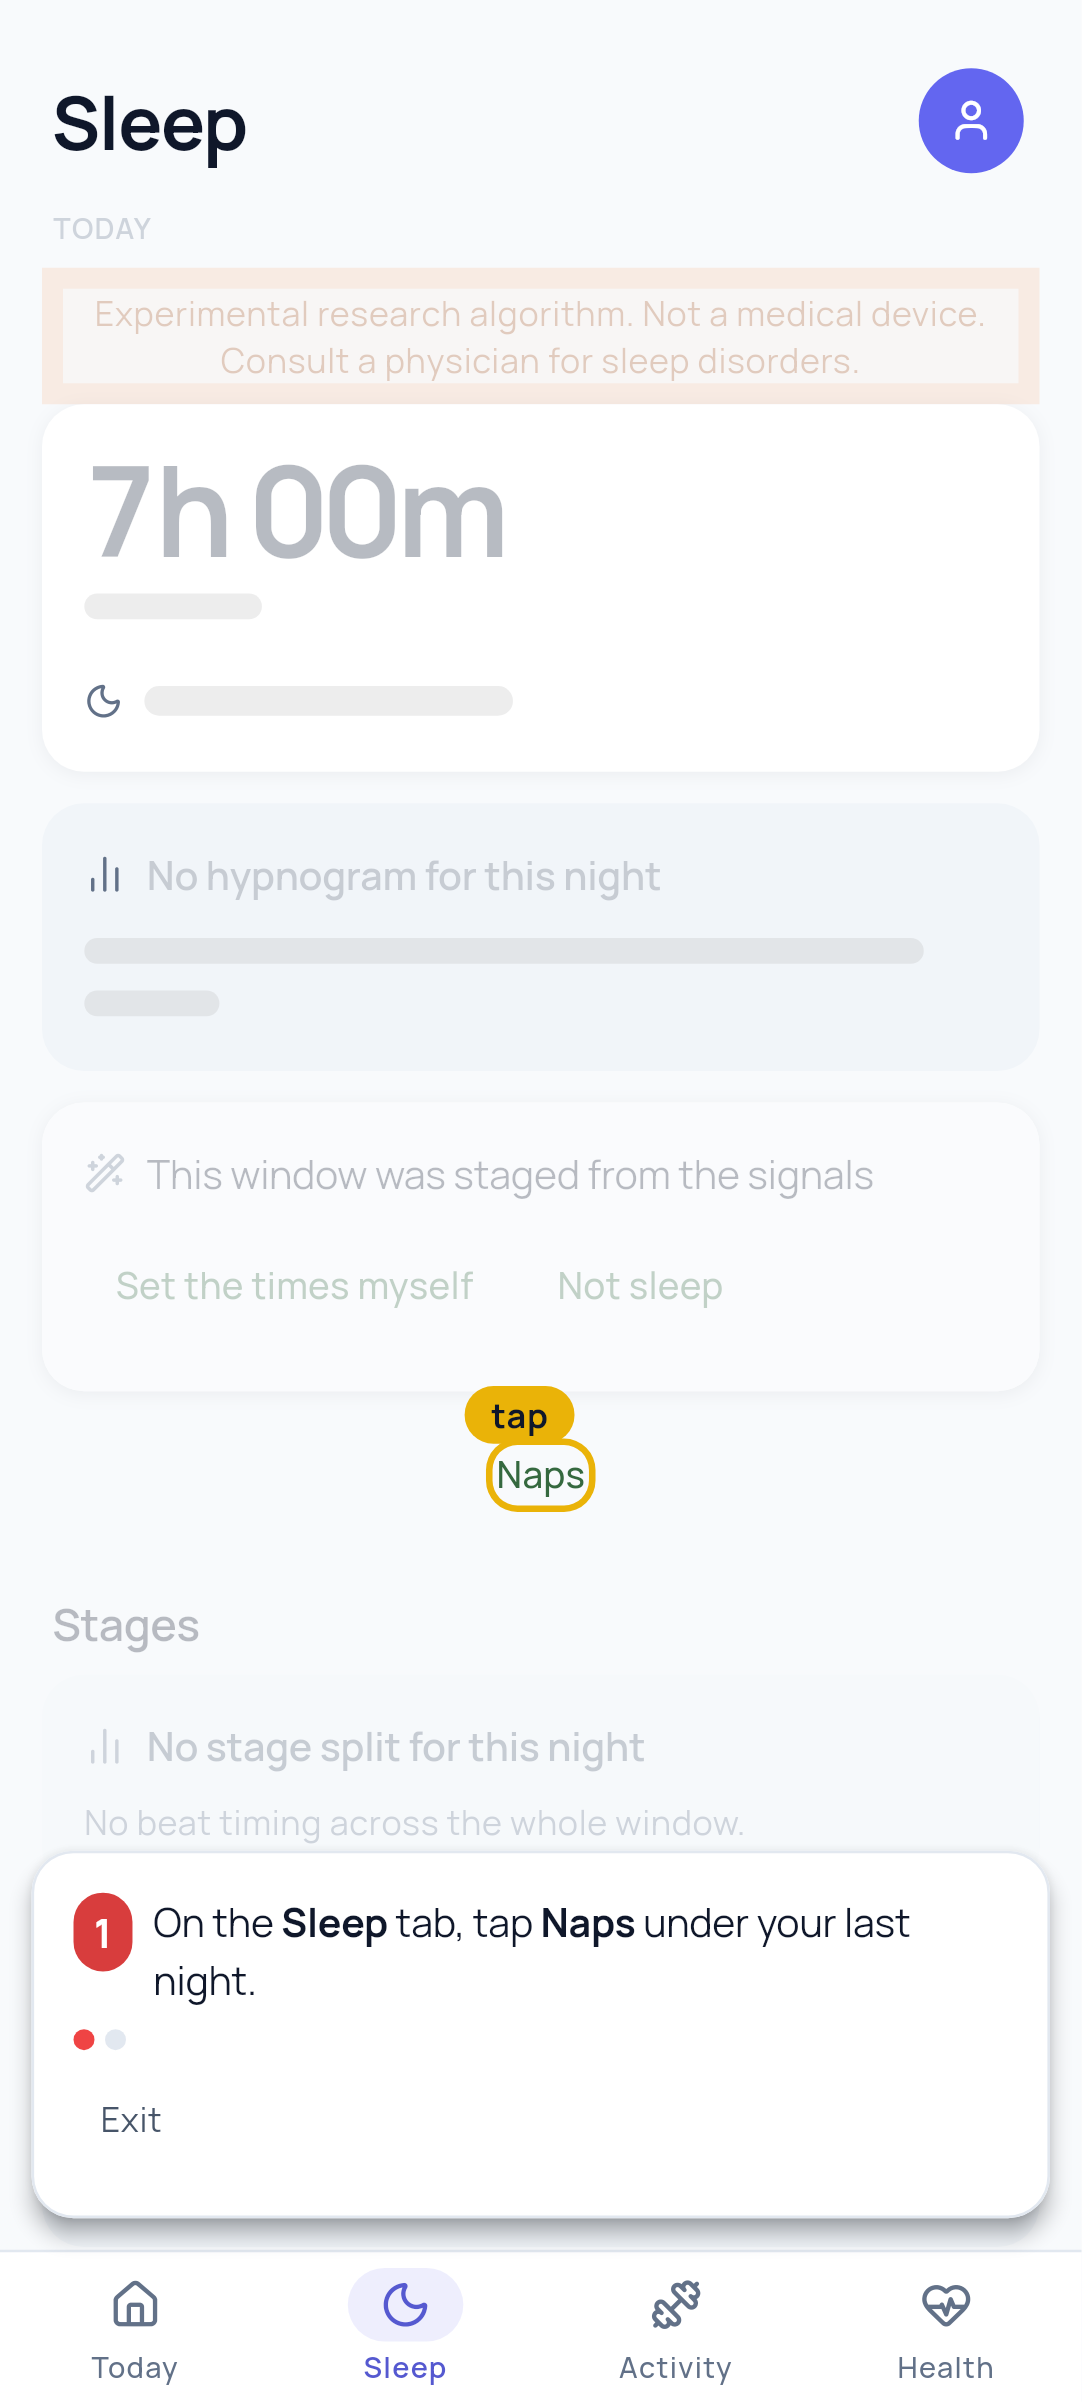 Sleep
TODAY
Experimental research algorithm. Not a medical device.
Consult a physician for sleep disorders.
7h 00m
No hypnogram for this night
This window was staged from the signals
Set the times myself
Not sleep
tap
Naps
Stages
No stage split for this night
No beat timing across the whole window.
1
On the Sleep tab, tap Naps under your last
night.
Exit
Today
Sleep
Activity
Health